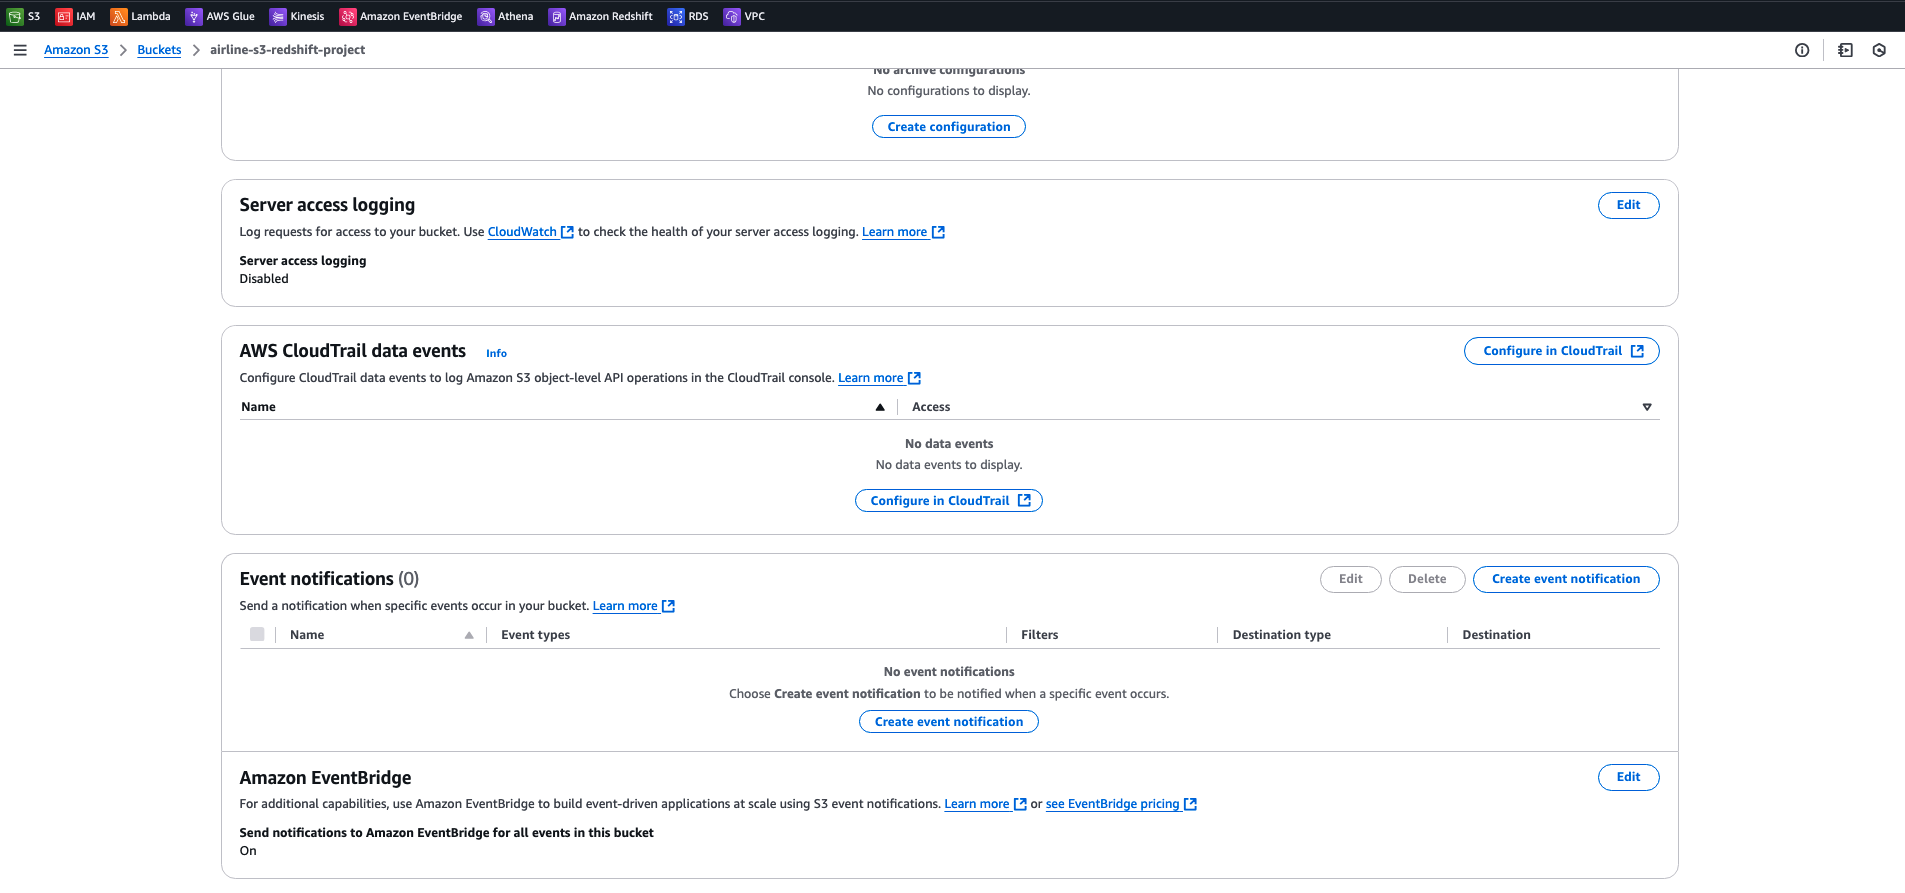 S3 IAM Lambda AWS Glue Kinesis Amazon EventBridge Athena Amazon Redshift RDS VPC
Amazon S3 Buckets airline-s3-redshift-project
No archive configurations
No configurations to display.
Create configuration
Server access logging
Edit
Log requests for access to your bucket. Use CloudWatch to check the health of your server access logging. Learn more
Server access logging
Disabled
AWS CloudTrail data events Info
Configure in CloudTrail
Configure CloudTrail data events to log Amazon S3 object-level API operations in the CloudTrail console. Learn more
Name Access
No data events
No data events to display.
Configure in CloudTrail
Event notifications (0)
Edit Delete Create event notification
Send a notification when specific events occur in your bucket. Learn more
Name Event types Filters Destination type Destination
No event notifications
Choose Create event notification to be notified when a specific event occurs.
Create event notification
Amazon EventBridge
Edit
For additional capabilities, use Amazon EventBridge to build event-driven applications at scale using S3 event notifications. Learn more or see EventBridge pricing
Send notifications to Amazon EventBridge for all events in this bucket
On